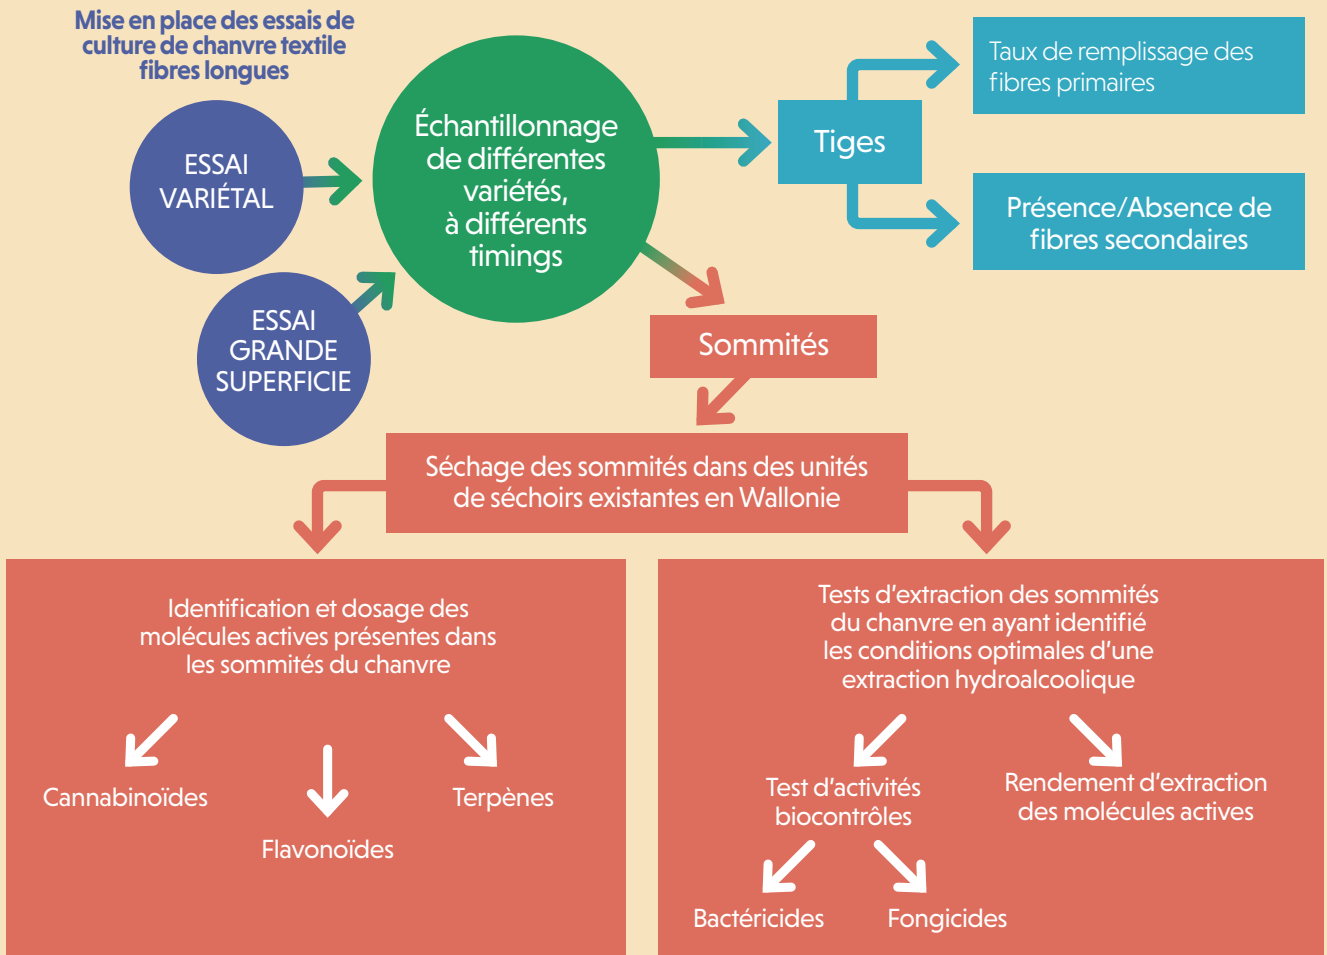 Mise en place des essais de
culture de chanvre textile
fibres longues
ESSAI
VARIÉTAL
ESSAI
GRANDE
SUPERFICIE
Échantillonnage
de différentes
variétés,
à différents
timings
Tiges
Taux de remplissage des
fibres primaires
Présence/Absence de
fibres secondaires
Sommités
Séchage des sommités dans des unités
de séchoirs existantes en Wallonie
Identification et dosage des
molécules actives présentes dans
les sommités du chanvre
Cannabinoïdes
Flavonoïdes
Terpènes
Tests d'extraction des sommités
du chanvre en ayant identifié
les conditions optimales d'une
extraction hydroalcoolique
Test d'activités
biocontrôles
Rendement d'extraction
des molécules actives
Bactéricides
Fongicides